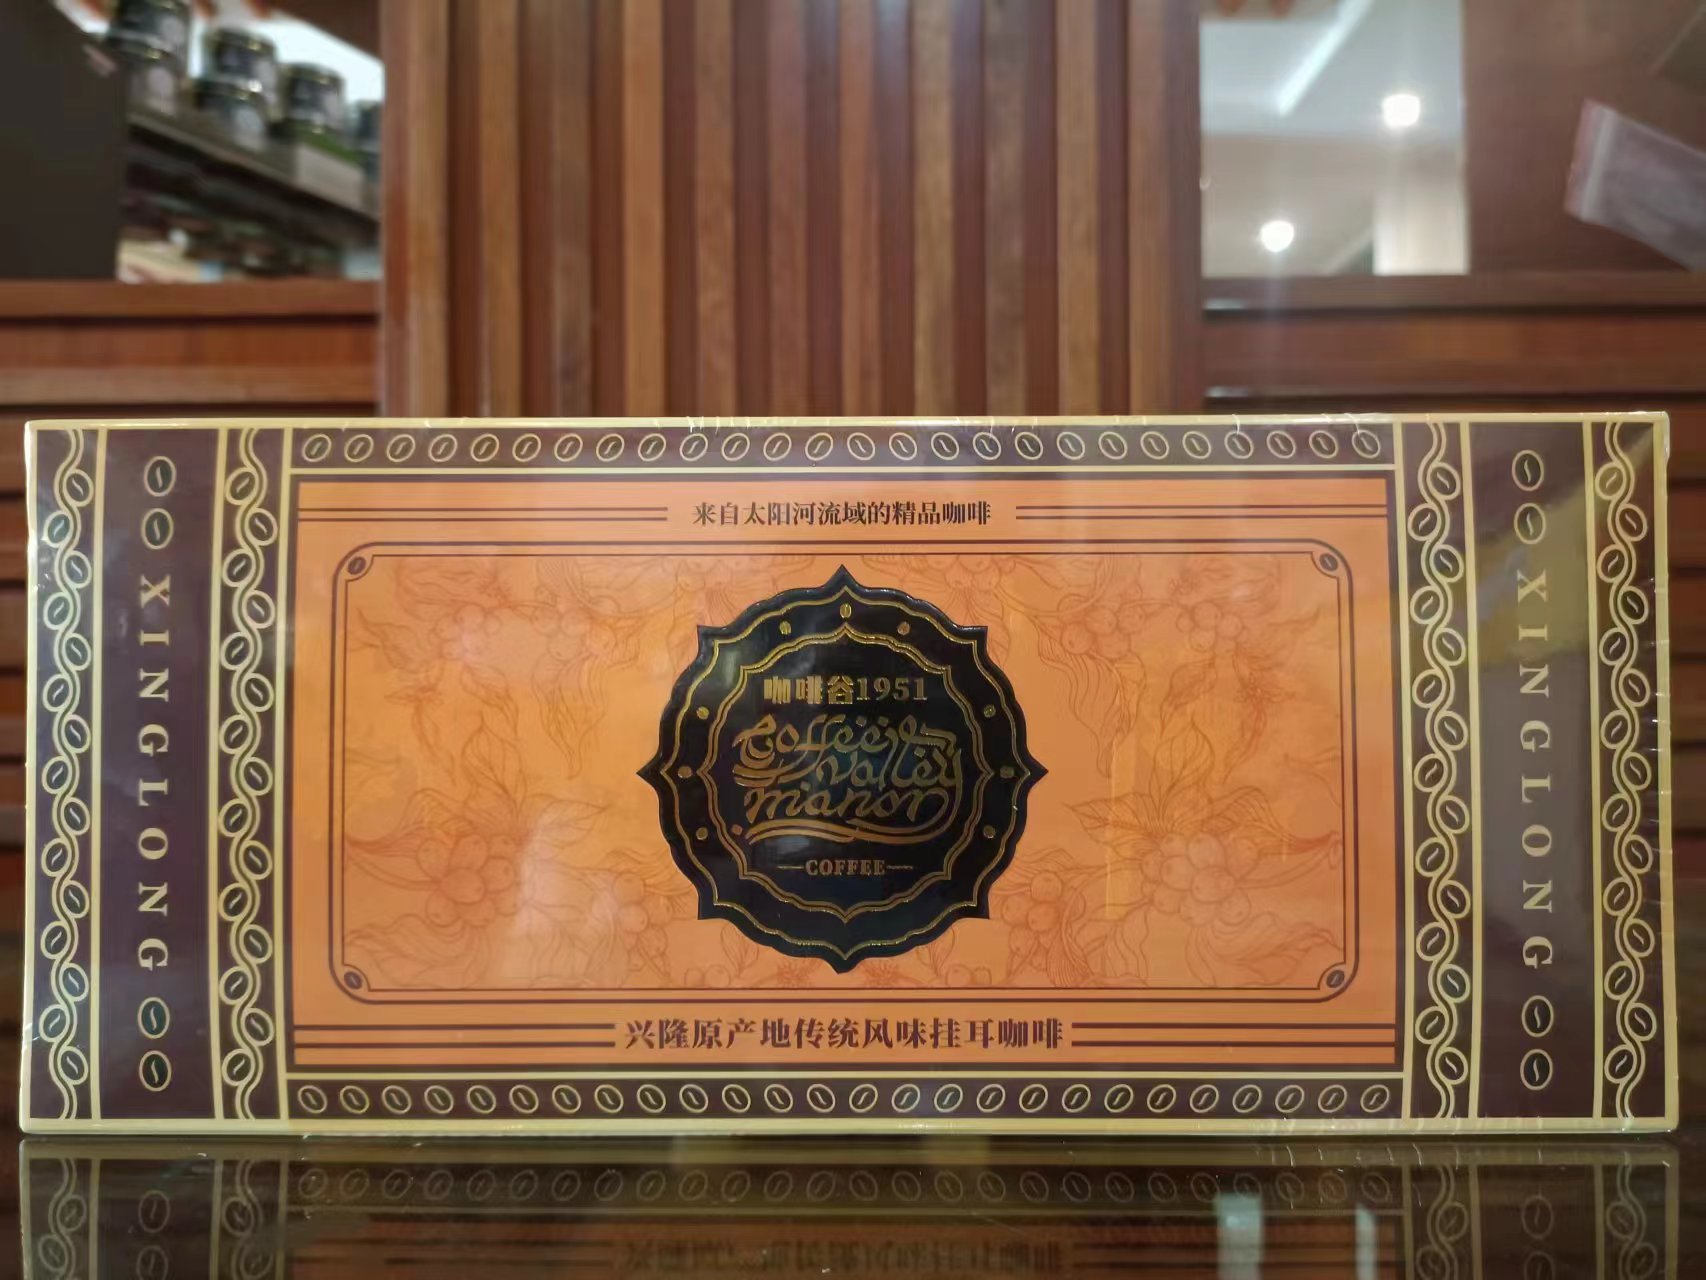 来自太阳河流域的精品咖啡
XINGLONG
咖啡谷1951
Coffee Valley
manor
COFFEE
XINGLONG
兴隆原产地传统风味挂耳咖啡